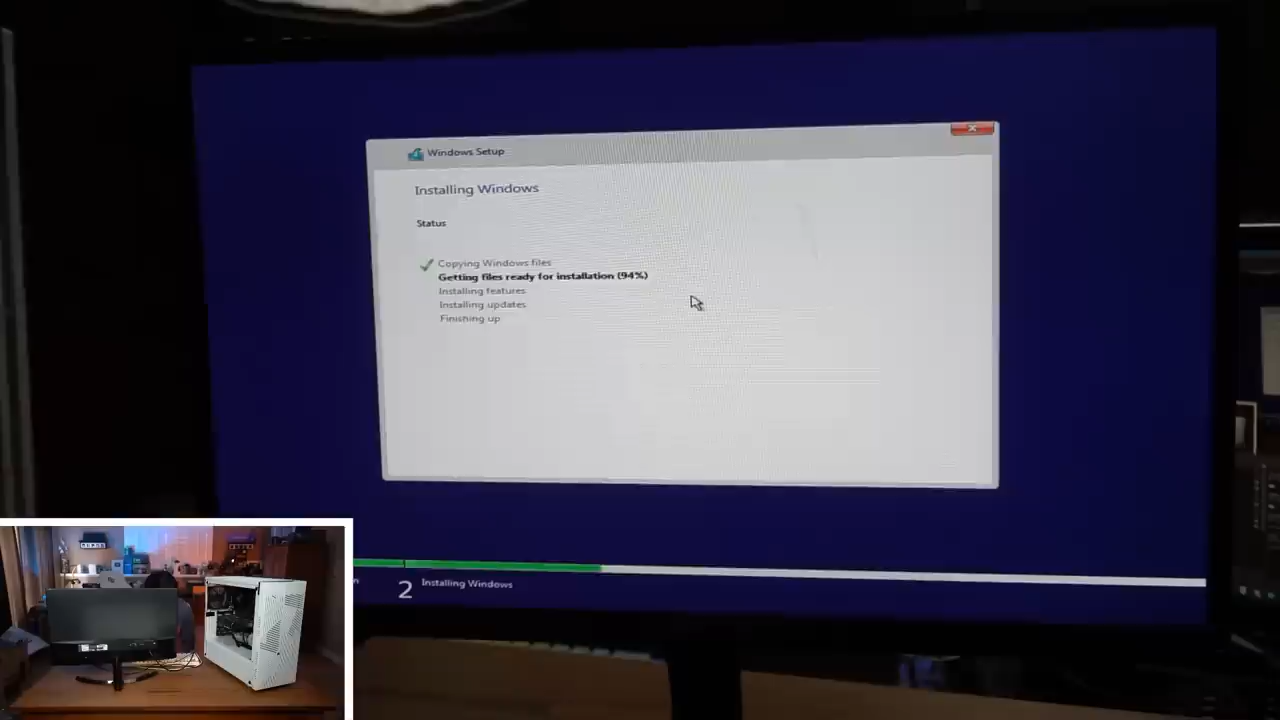 Windows Setup
Installing Windows
Status
Copying Windows files
Getting files ready for installation (94%)
Installing features
Installing updates
Finishing up
2 Installing Windows